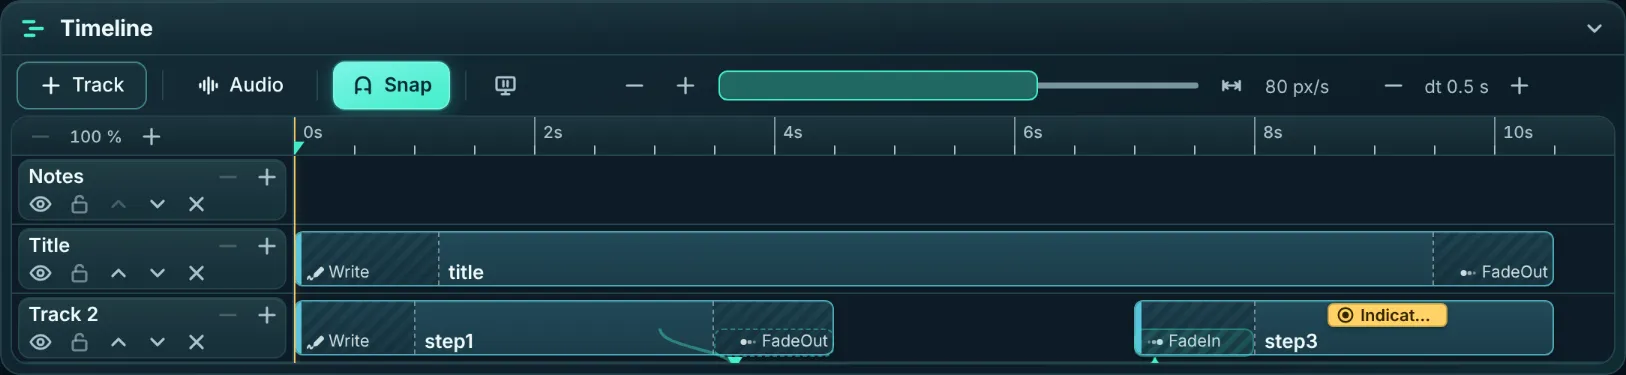 Timeline
Track Audio Snap 80 px/s dt 0.5 s
100 % 0s 2s 4s 6s 8s 10s
Notes
Title
Write title FadeOut
Track 2
Write step1 FadeOut FadeIn step3 Indicat...